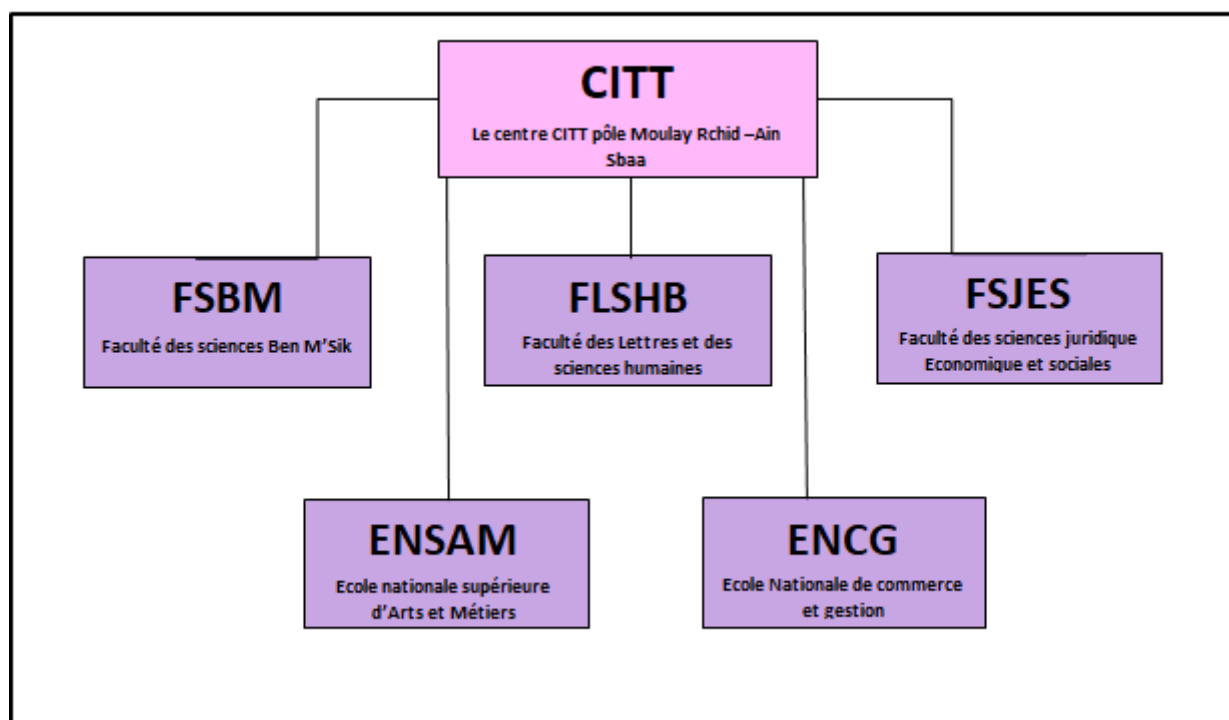 CITT
Le centre CITT pôle Moulay Rchid –Ain
Sbaa
FSBM
Faculté des sciences Ben M’Sik
FLSHB
Faculté des Lettres et des
sciences humaines
FSJES
Faculté des sciences juridique
Economique et sociales
ENSAM
Ecole nationale supérieure
d’Arts et Métiers
ENCG
Ecole Nationale de commerce
et gestion